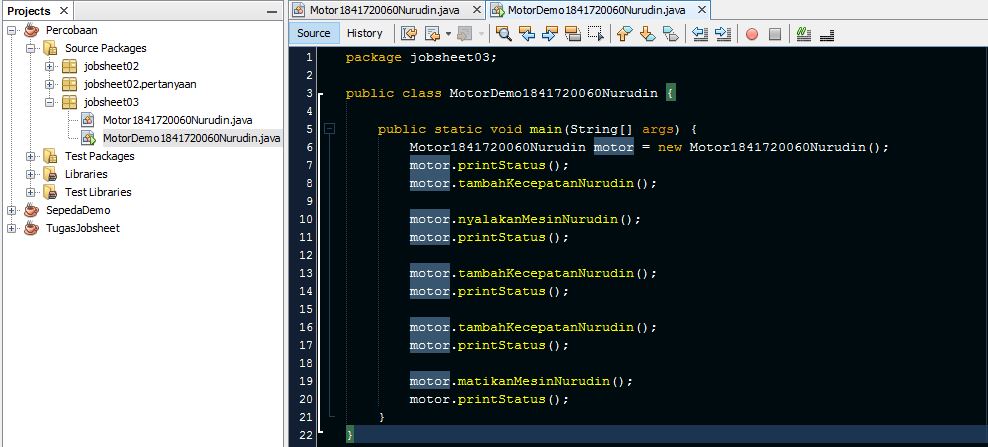 Projects
Percobaan
Source Packages
jobsheet02
jobsheet02.pertanyaan
jobsheet03
Motor1841720060Nurudin.java
MotorDemo1841720060Nurudin.java
Test Packages
Libraries
Test Libraries
SepedaDemo
TugasJobsheet
Motor1841720060Nurudin.java MotorDemo1841720060Nurudin.java
Source History
1 package jobsheet03;
2
3 public class MotorDemo1841720060Nurudin {
4
5 public static void main(String[] args) {
6 Motor1841720060Nurudin motor = new Motor1841720060Nurudin();
7 motor.printStatus();
8 motor.tambahKecepatanNurudin();
9
10 motor.nyalakanMesinNurudin();
11 motor.printStatus();
12
13 motor.tambahKecepatanNurudin();
14 motor.printStatus();
15
16 motor.tambahKecepatanNurudin();
17 motor.printStatus();
18
19 motor.matikanMesinNurudin();
20 motor.printStatus();
21 }
22 }